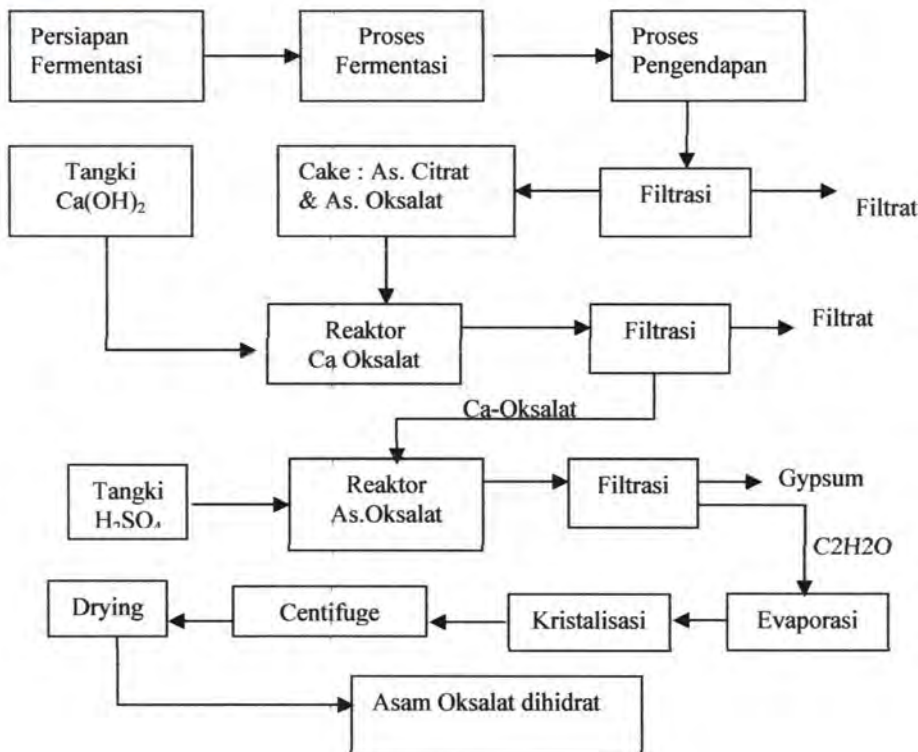 Persiapan
Fermentasi
Proses
Fermentasi
Proses
Pengendapan
Tangki
Ca(OH)₂
Cake : As. Citrat
& As. Oksalat
Filtrasi
Filtrat
Reaktor
Ca Oksalat
Filtrasi
Filtrat
Ca-Oksalat
Tangki
H₂SO₄
Reaktor
As.Oksalat
Filtrasi
Gypsum
C2H2O
Drying
Centifuge
Kristalisasi
Evaporasi
Asam Oksalat dihidrat